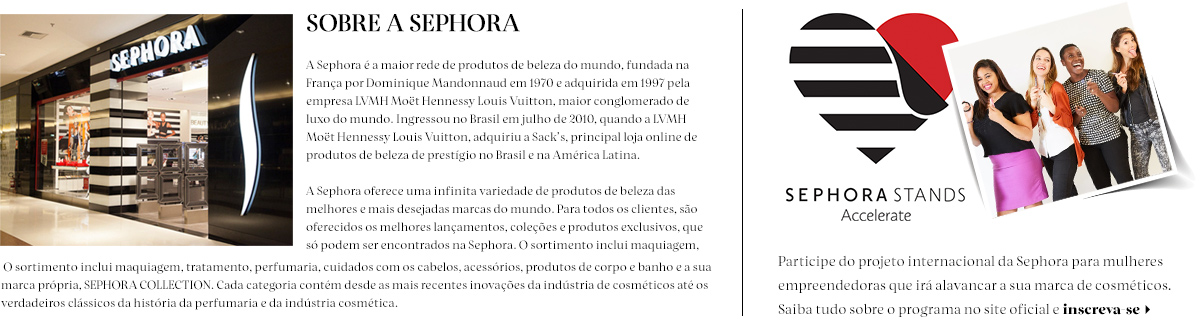 SEPHORA
SOBRE A SEPHORA
A Sephora é a maior rede de produtos de beleza do mundo, fundada na
França por Dominique Mandonnaud em 1970 e adquirida em 1997 pela
empresa LVMH Moët Hennessy Louis Vuitton, maior conglomerado de
luxo do mundo. Ingressou no Brasil em julho de 2010, quando a LVMH
Moët Hennessy Louis Vuitton, adquiriu a Sack's, principal loja online de
produtos de beleza de prestígio no Brasil e na América Latina.
A Sephora oferece uma infinita variedade de produtos de beleza das
melhores e mais desejadas marcas do mundo. Para todos os clientes, são
oferecidos os melhores lançamentos, coleções e produtos exclusivos, que
só podem ser encontrados na Sephora. O sortimento inclui maquiagem,
O sortimento inclui maquiagem, tratamento, perfumaria, cuidados com os cabelos, acessórios, produtos de corpo e banho e a sua
marca própria, SEPHORA COLLECTION. Cada categoria contém desde as mais recentes inovações da indústria de cosméticos até os
verdadeiros clássicos da história da perfumaria e da indústria cosmética.
SEPHORA STANDS
Accelerate
Participe do projeto internacional da Sephora para mulheres
empreendedoras que irá alavancar a sua marca de cosméticos.
Saiba tudo sobre o programa no site oficial e inscreva-se